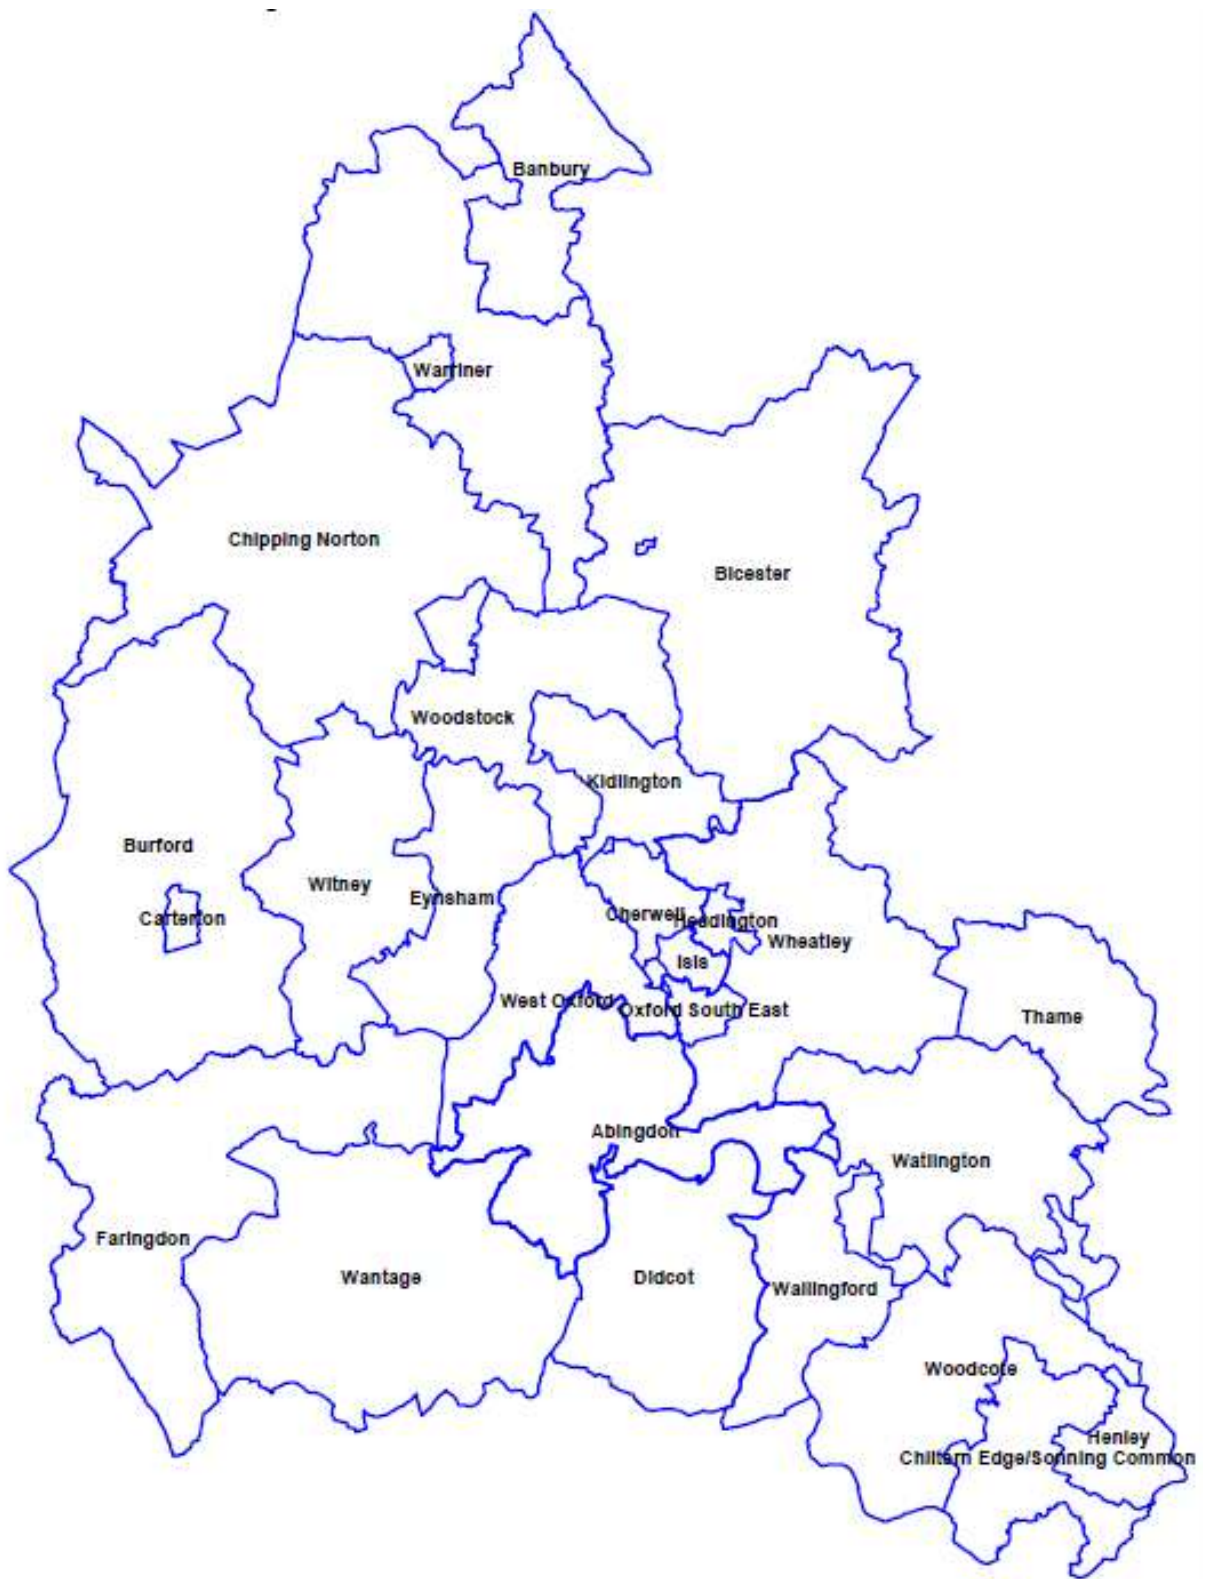 Banbury
Warriner
Chipping Norton
Bicester
Woodstock
Kidlington
Burford
Witney
Eynsham
Carterton
Cherwell
Headington
Wheatley
Isis
West Oxford
Oxford South East
Thame
Abingdon
Watlington
Faringdon
Wantage
Didcot
Wallingford
Woodcote
Henley
Chiltern Edge/Sonning Common